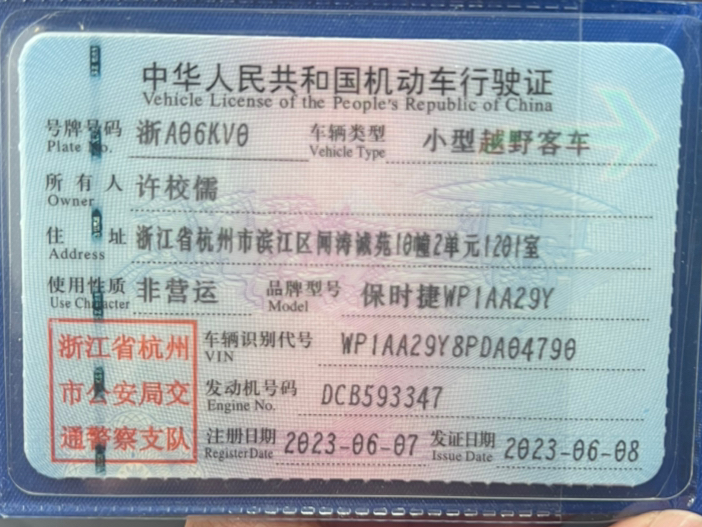 中华人民共和国机动车行驶证
Vehicle License of the People's Republic of China
号牌号码 浙A06KV0 车辆类型 小型越野客车
Plate No. Vehicle Type
所有人 许校儒
Owner
住址 浙江省杭州市滨江区闻涛诚苑10幢2单元1201室
Address
使用性质 非营运 品牌型号 保时捷WP1AA29Y
Use Character Model
浙江省杭州 车辆识别代号 WP1AA29Y8PDA04790
VIN
市公安局交 发动机号码 DCB593347
Engine No.
通警察支队 注册日期 2023-06-07 发证日期 2023-06-08
Register Date Issue Date